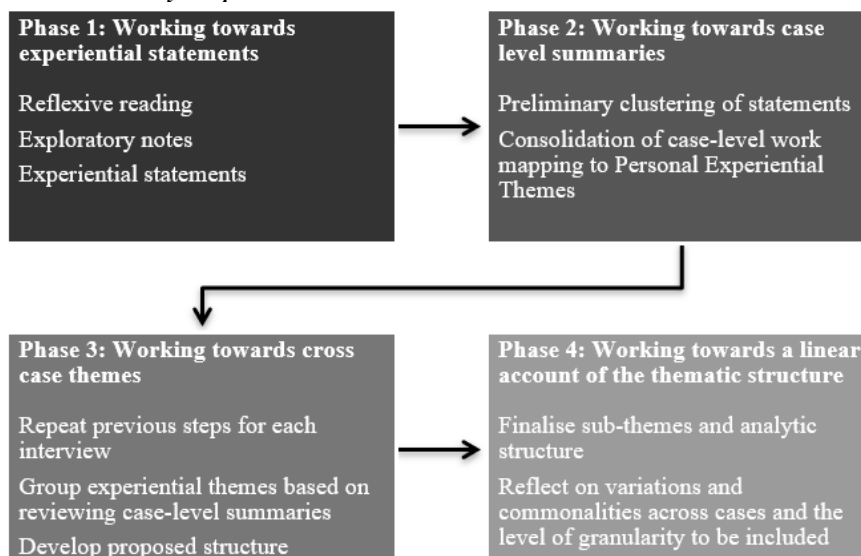 Phase 1: Working towards
experiential statements
Reflexive reading
Exploratory notes
Experiential statements
Phase 2: Working towards case
level summaries
Preliminary clustering of statements
Consolidation of case-level work
mapping to Personal Experiential
Themes
Phase 3: Working towards cross
case themes
Repeat previous steps for each
interview
Group experiential themes based on
reviewing case-level summaries
Develop proposed structure
Phase 4: Working towards a linear
account of the thematic structure
Finalise sub-themes and analytic
structure
Reflect on variations and
commonalities across cases and the
level of granularity to be included